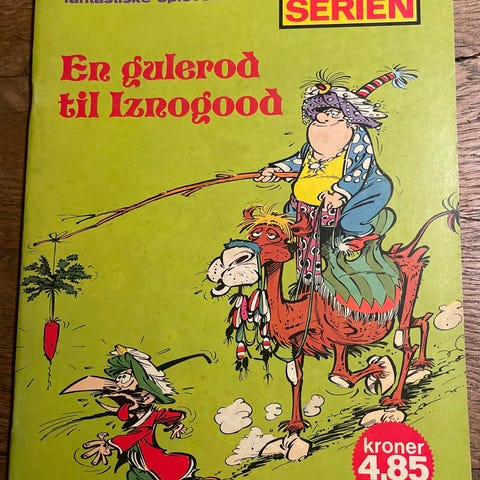 fantastiske
SERIEN
En gulerod
til Iznogood
kroner
4.85